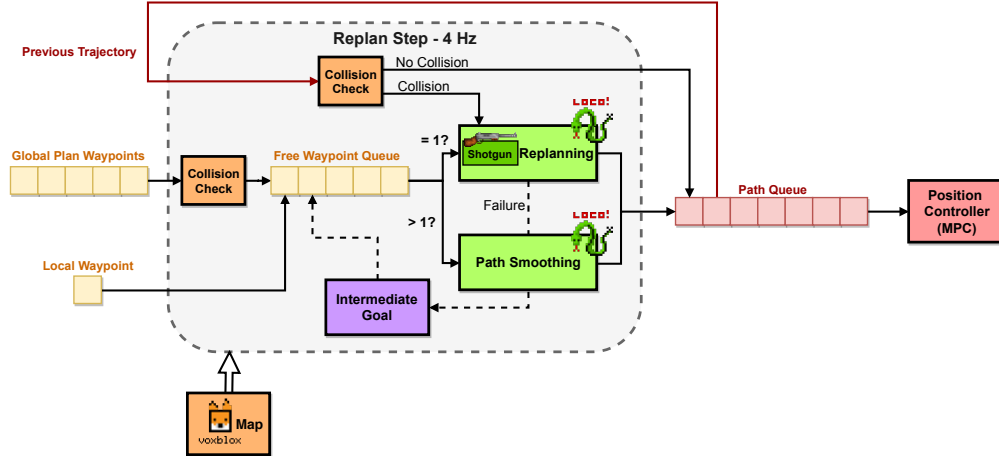 Replan Step - 4 Hz
Previous Trajectory
No Collision
Collision
Check
Collision
LOCO!
= 1?
Shotgun
Replanning
Global Plan Waypoints
Collision
Check
Free Waypoint Queue
Failure
Path Queue
Position
Controller
(MPC)
> 1?
LOCO!
Path Smoothing
Local Waypoint
Intermediate
Goal
Map
voxblox